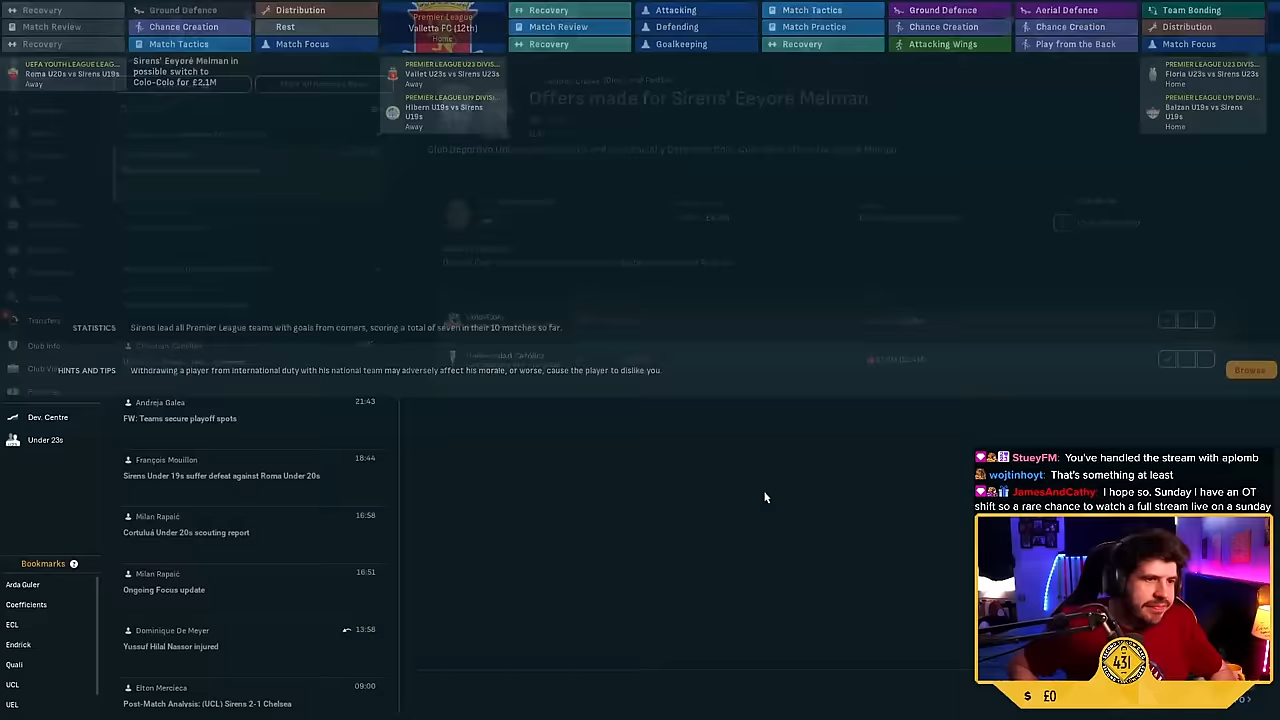 Recovery
Match Review
Recovery
Ground Defence
Chance Creation
Match Tactics
Distribution
Rest
Match Focus
Premier League
Valletta FC (12th)
Home
Recovery
Match Review
Recovery
Attacking
Defending
Goalkeeping
Match Tactics
Match Practice
Recovery
Ground Defence
Chance Creation
Attacking Wings
Aerial Defence
Chance Creation
Play from the Back
Team Bonding
Distribution
Match Focus
UEFA YOUTH LEAGUE LEAG...
Roma U20s vs Sirens U19s
Away
Sirens' Eeyoré Melman in
possible switch to
Colo-Colo for £2.1M
PREMIER LEAGUE U23 DIVIS...
Vallet U23s vs Sirens U23s
Away
PREMIER LEAGUE U19 DIVISI...
Hibern U19s vs Sirens
U19s
Away
PREMIER LEAGUE U23 DIVIS...
Floria U23s vs Sirens U23s
Home
PREMIER LEAGUE U19 DIVISI...
Balzan U19s vs Sirens
U19s
Home
Offers made for Sirens' Eeyore Melman
Transfers
STATISTICS
Sirens lead all Premier League teams with goals from corners, scoring a total of seven in their 10 matches so far.
Club Info
HINTS AND TIPS
Withdrawing a player from international duty with his national team may adversely affect his morale, or worse, cause the player to dislike you.
Browse
Dev. Centre
Under 23s
Andreja Galea
21:43
FW: Teams secure playoff spots
François Mouillon
18:44
Sirens Under 19s suffer defeat against Roma Under 20s
Milan Rapaić
16:58
Cortuluá Under 20s scouting report
Milan Rapaić
16:51
Ongoing Focus update
Dominique De Meyer
13:58
Yussuf Hilal Nassor injured
Elton Mercieca
09:00
Post-Match Analysis: (UCL) Sirens 2-1 Chelsea
Bookmarks
Arda Guler
Coefficients
ECL
Endrick
Quali
UCL
UEL
StueyFM: You've handled the stream with aplomb
wojtinhoyt: That's something at least
JamesAndCathy: I hope so. Sunday I have an OT
shift so a rare chance to watch a full stream live on a sunday
431
$ £0